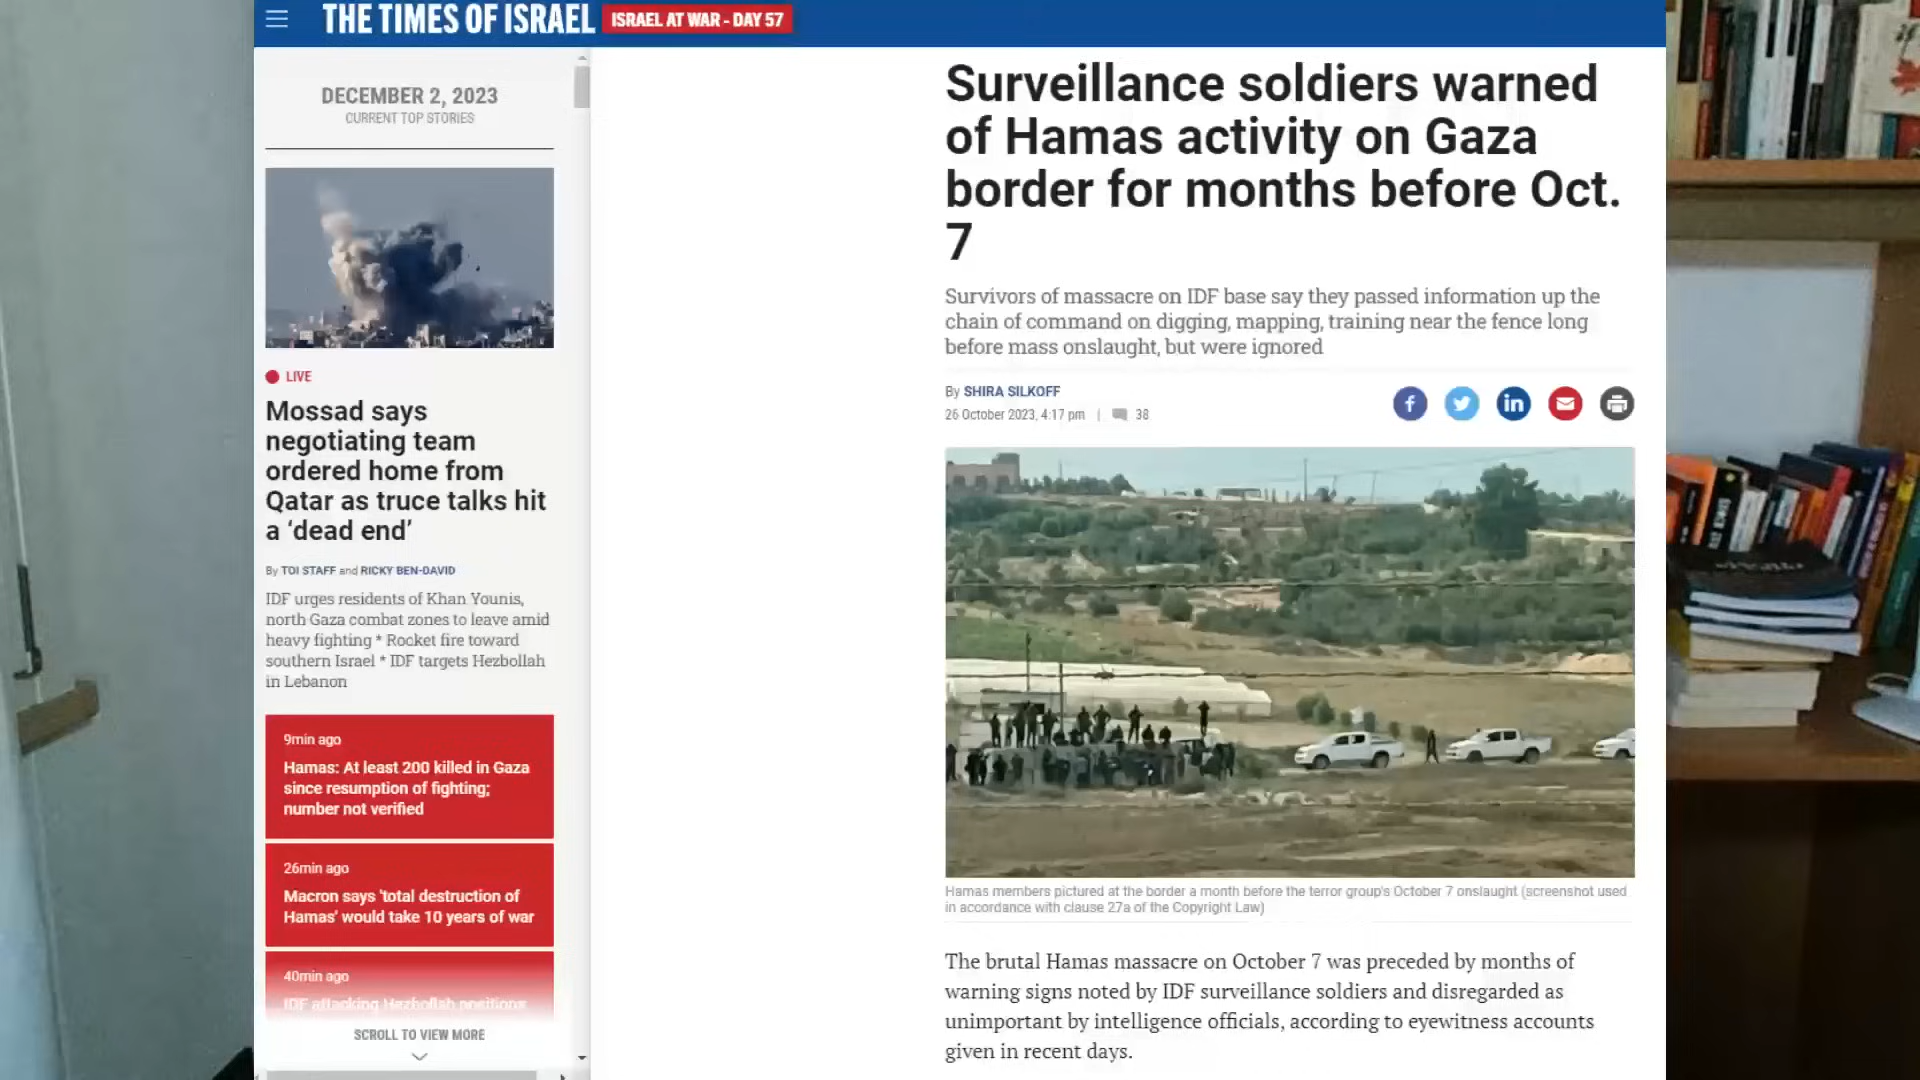 THE TIMES OF ISRAEL
ISRAEL AT WAR - DAY 57
DECEMBER 2, 2023
CURRENT TOP STORIES
LIVE
Mossad says
negotiating team
ordered home from
Qatar as truce talks hit
a ‘dead end’
By TOI STAFF and RICKY BEN-DAVID
IDF urges residents of Khan Younis,
north Gaza combat zones to leave amid
heavy fighting * Rocket fire toward
southern Israel * IDF targets Hezbollah
in Lebanon
9min ago
Hamas: At least 200 killed in Gaza
since resumption of fighting;
number not verified
26min ago
Macron says 'total destruction of
Hamas' would take 10 years of war
40min ago
IDF attacking Hezbollah positions
SCROLL TO VIEW MORE
Surveillance soldiers warned
of Hamas activity on Gaza
border for months before Oct.
7
Survivors of massacre on IDF base say they passed information up the
chain of command on digging, mapping, training near the fence long
before mass onslaught, but were ignored
By SHIRA SILKOFF
26 October 2023, 4:17 pm | 38
Hamas members pictured at the border a month before the terror group's October 7 onslaught (screenshot used
in accordance with clause 27a of the Copyright Law)
The brutal Hamas massacre on October 7 was preceded by months of
warning signs noted by IDF surveillance soldiers and disregarded as
unimportant by intelligence officials, according to eyewitness accounts
given in recent days.